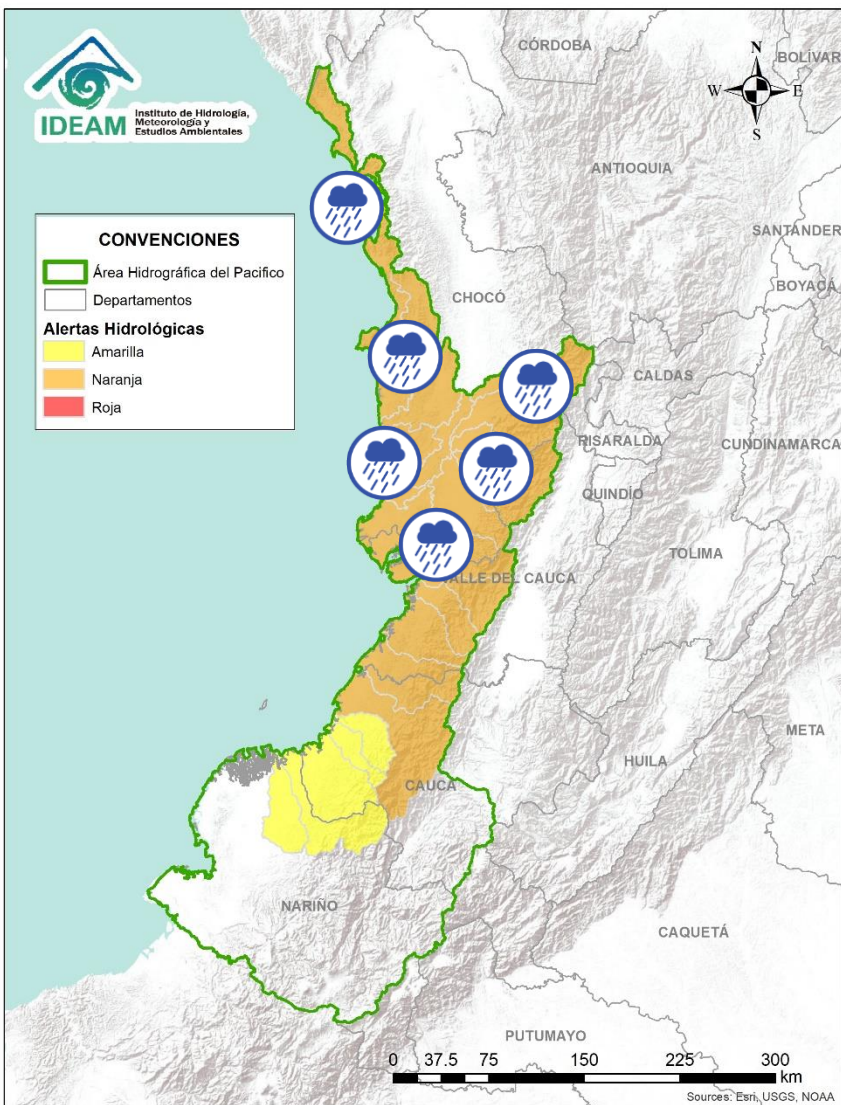 IDEAM
Instituto de Hidrología,
Meteorología y
Estudios Ambientales
CÓRDOBA
BOLÍVAR
N
W
E
S
ANTIOQUIA
SANTANDER
BOYACÁ
CHOCÓ
CONVENCIONES
Área Hidrográfica del Pacifico
Departamentos
Alertas Hidrológicas
Amarilla
Naranja
Roja
CALDAS
RISARALDA
CUNDINAMARCA
QUINDÍO
TOLIMA
VALLE DEL CAUCA
META
HUILA
CAUCA
NARIÑO
CAQUETÁ
PUTUMAYO
0 37.5 75 150 225 300
km
Sources: Esri, USGS, NOAA